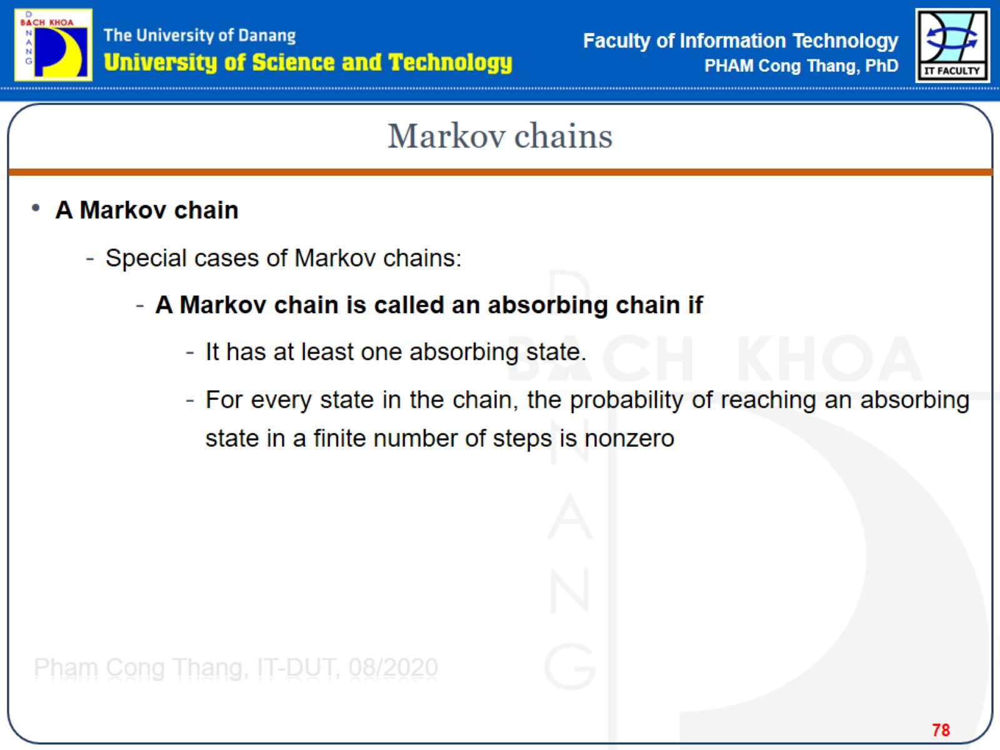 D
BACH KHOA
N
A
N
G
The University of Danang
University of Science and Technology
Faculty of Information Technology
PHAM Cong Thang, PhD
IT FACULTY
Markov chains
• A Markov chain
- Special cases of Markov chains:
- A Markov chain is called an absorbing chain if
- It has at least one absorbing state.
- For every state in the chain, the probability of reaching an absorbing
state in a finite number of steps is nonzero
D
BACH KHOA
N
A
N
G
Pham Cong Thang, IT-DUT, 08/2020
78